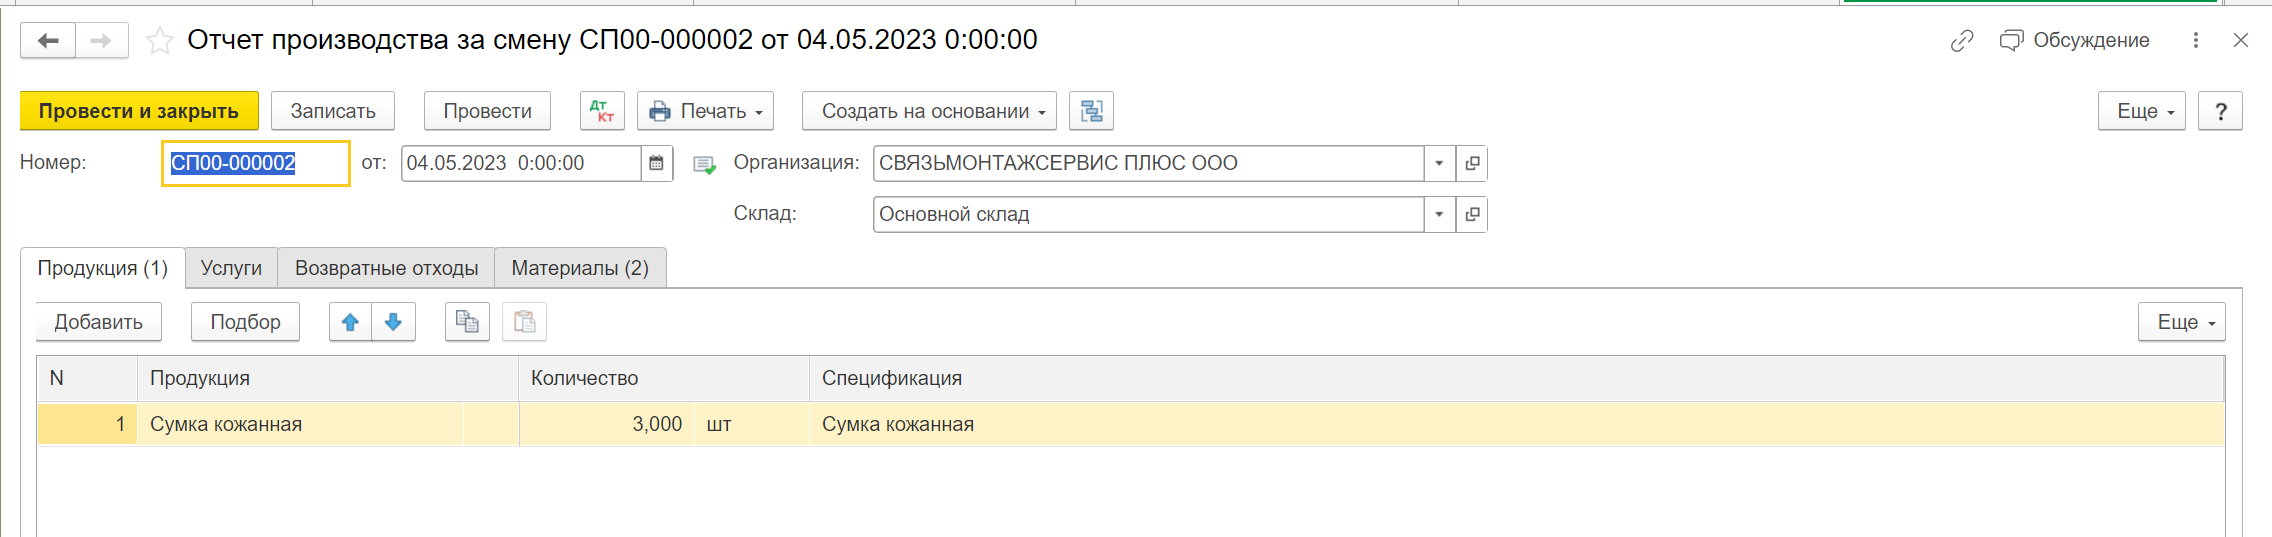 Отчет производства за смену СП00-000002 от 04.05.2023 0:00:00
Обсуждение
Провести и закрыть Записать Провести Дт Кт Печать Создать на основании Еще ?
Номер: СП00-000002 от: 04.05.2023 0:00:00 Организация: СВЯЗЬМОНТАЖСЕРВИС ПЛЮС ООО
Склад: Основной склад
Продукция (1) Услуги Возвратные отходы Материалы (2)
Добавить Подбор Еще
N Продукция Количество Спецификация
1 Сумка кожанная 3,000 шт Сумка кожанная